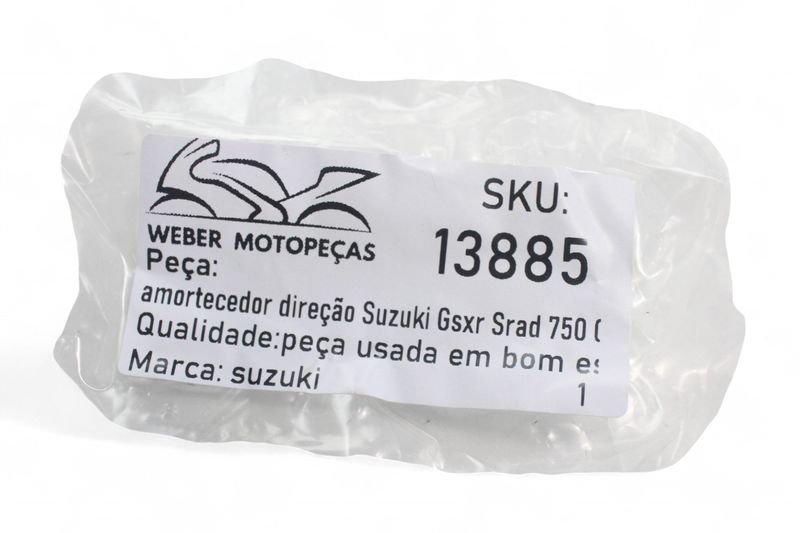 WEBER MOTOPEÇAS
SKU:
13885
Peça:
amortecedor direção Suzuki Gsxr Srad 750
Qualidade:peça usada em bom es
Marca: suzuki
1